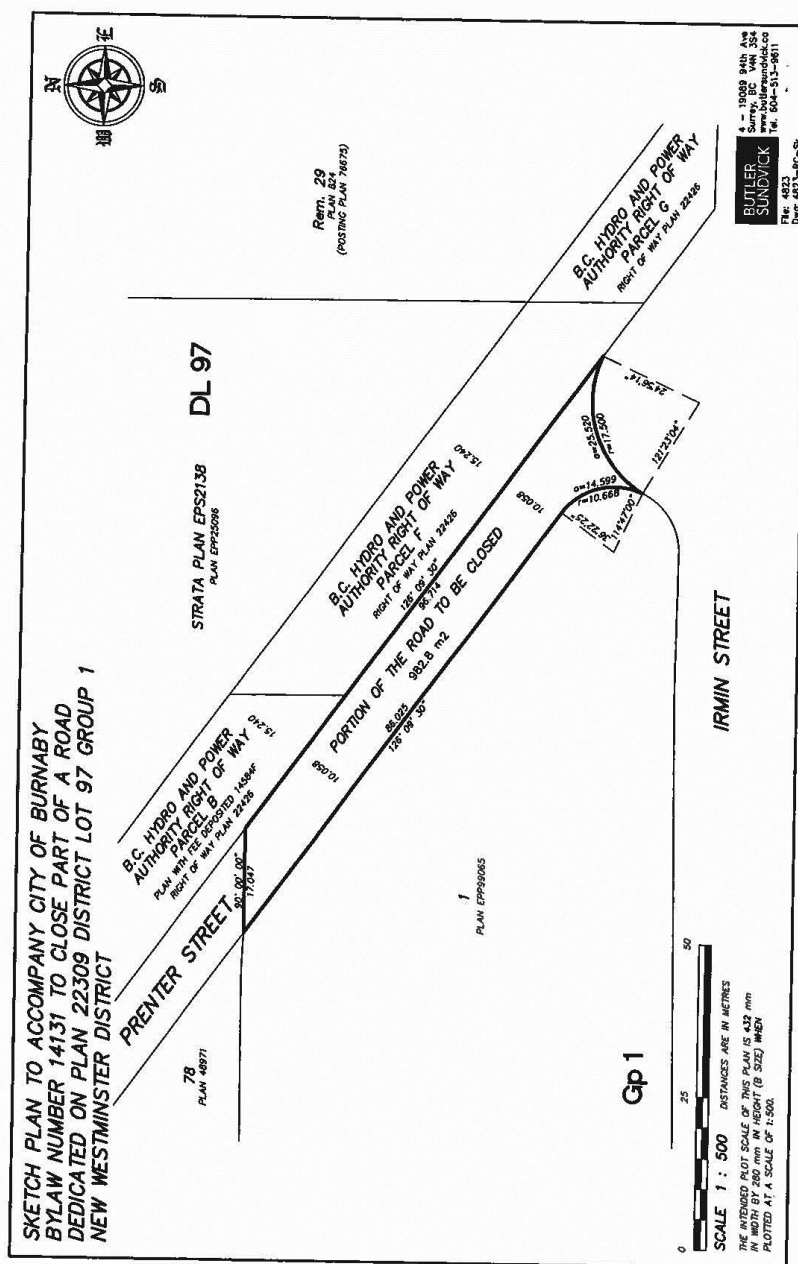 SKETCH PLAN TO ACCOMPANY CITY OF BURNABY
BYLAW NUMBER 14131 TO CLOSE PART OF A ROAD
DEDICATED ON PLAN 22309 DISTRICT LOT 97 GROUP 1
NEW WESTMINSTER DISTRICT
N
E
S
W
Rem. 29
PLAN 824
(POSTING PLAN 76675)
DL 97
STRATA PLAN EPS2138
PLAN EPP25096
B.C. HYDRO AND POWER
AUTHORITY RIGHT OF WAY
PARCEL B
PLAN WITH FEE DEPOSITED 14584F
RIGHT OF WAY PLAN 22426
15.240
B.C. HYDRO AND POWER
AUTHORITY RIGHT OF WAY
PARCEL F
RIGHT OF WAY PLAN 22426
15.240
B.C. HYDRO AND POWER
AUTHORITY RIGHT OF WAY
PARCEL G
RIGHT OF WAY PLAN 22426
126° 09' 30"
96.714
PRENTER STREET
90° 00' 00"
17.047
10.058
PORTION OF THE ROAD TO BE CLOSED
982.8 m2
10.058
86.025
126° 09' 30"
a=25.520
r=17.500
24°56'14"
a=14.599
r=10.668
36°22'25"
114°47'00"
121°23'04"
78
PLAN 48971
1
PLAN EPP99065
IRMIN STREET
Gp 1
0
25
50
SCALE 1 : 500
DISTANCES ARE IN METRES
THE INTENDED PLOT SCALE OF THIS PLAN IS 432 mm
IN WIDTH BY 280 mm IN HEIGHT (B SIZE) WHEN
PLOTTED AT A SCALE OF 1:500.
BUTLER
SUNDVICK
4 - 19089 94th Ave
Surrey, BC V4N 3S4
www.butlersundvick.ca
Tel. 604-513-9611
File: 4823